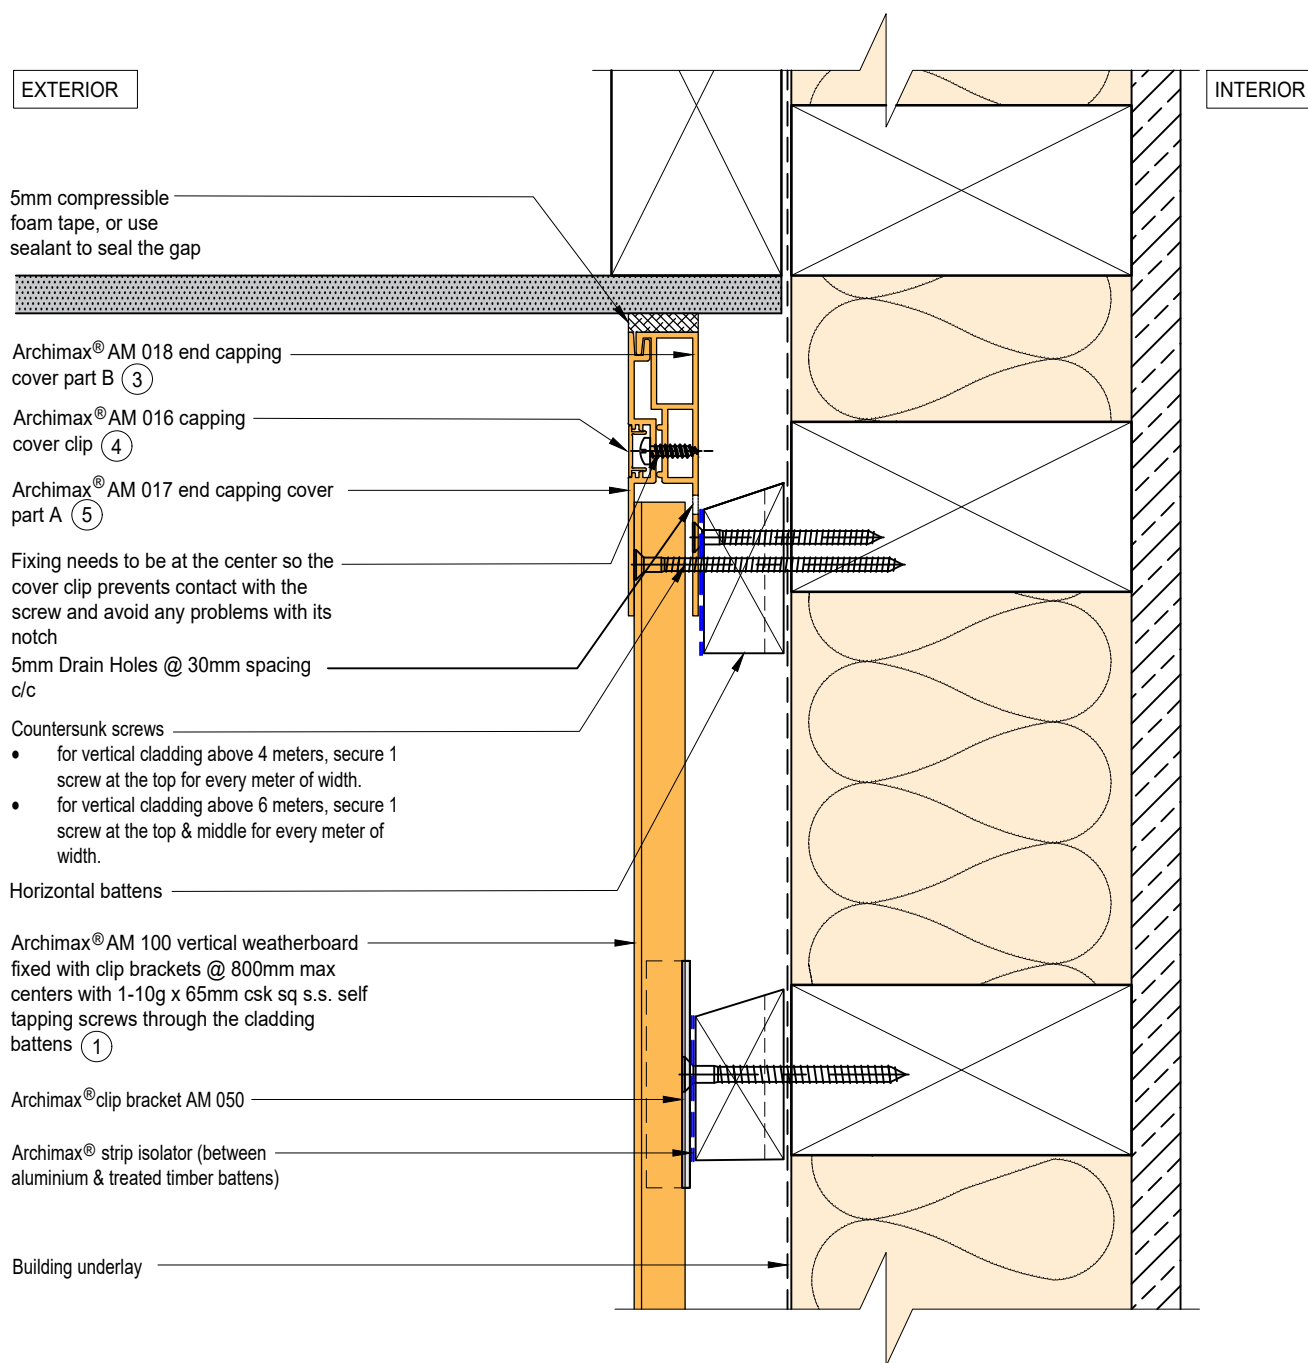 EXTERIOR
INTERIOR
5mm compressible
foam tape, or use
sealant to seal the gap
Archimax® AM 018 end capping
cover part B 3
Archimax® AM 016 capping
cover clip 4
Archimax® AM 017 end capping cover
part A 5
Fixing needs to be at the center so the
cover clip prevents contact with the
screw and avoid any problems with its
notch
5mm Drain Holes @ 30mm spacing
c/c
Countersunk screws
• for vertical cladding above 4 meters, secure 1
screw at the top for every meter of width.
• for vertical cladding above 6 meters, secure 1
screw at the top & middle for every meter of
width.
Horizontal battens
Archimax® AM 100 vertical weatherboard
fixed with clip brackets @ 800mm max
centers with 1-10g x 65mm csk sq s.s. self
tapping screws through the cladding
battens 1
Archimax® clip bracket AM 050
Archimax® strip isolator (between
aluminium & treated timber battens)
Building underlay